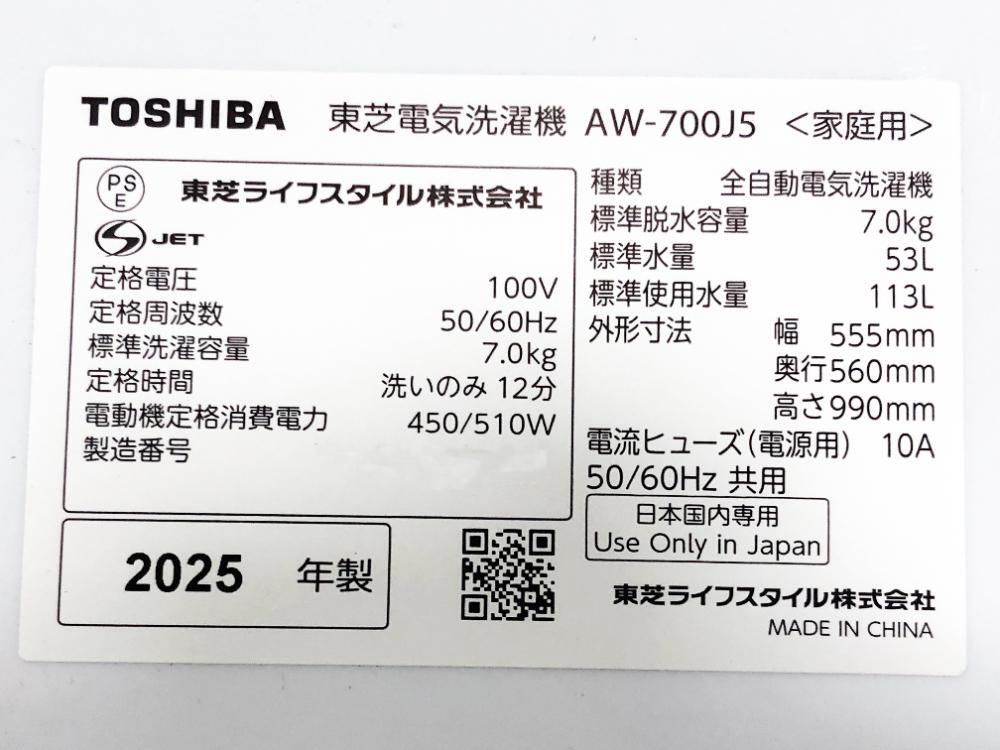 TOSHIBA 東芝電気洗濯機 AW-700J5 <家庭用>
PSE 東芝ライフスタイル株式会社
S JET
定格電圧 100V
定格周波数 50/60Hz
標準洗濯容量 7.0kg
定格時間 洗いのみ 12分
電動機定格消費電力 450/510W
製造番号
2025 年製
種類 全自動電気洗濯機
標準脱水容量 7.0kg
標準水量 53L
標準使用水量 113L
外形寸法 幅 555mm
奥行560mm
高さ990mm
電流ヒューズ(電源用) 10A
50/60Hz 共用
日本国内専用
Use Only in Japan
東芝ライフスタイル株式会社
MADE IN CHINA